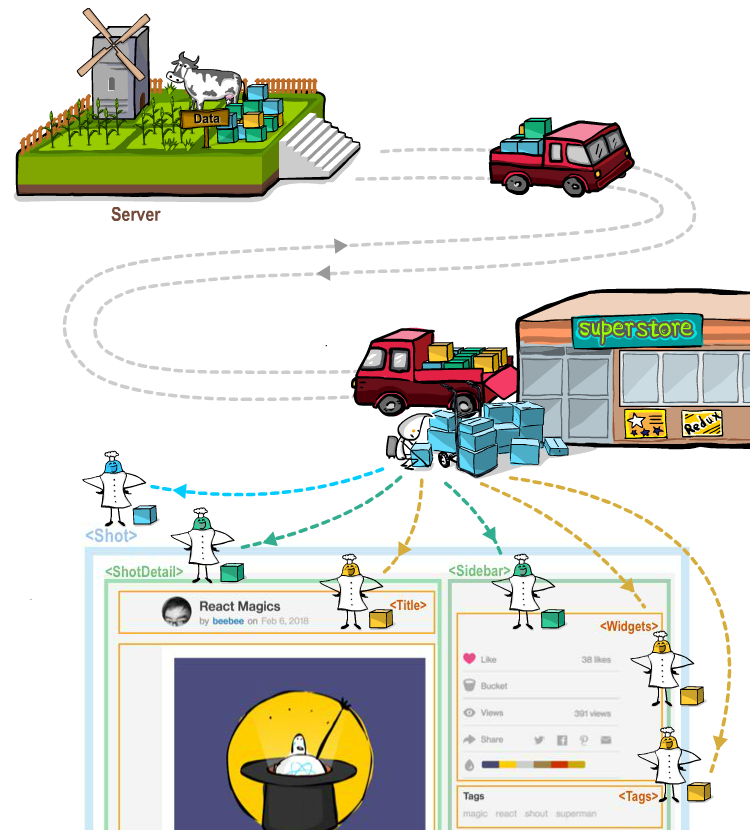 Data
Server
superstore
Redux
<Shot>
<ShotDetail>
<Sidebar>
React Magics
by beebee on Feb 6, 2018
<Title>
<Widgets>
Like
38 likes
Bucket
Views
391 views
Share
<Tags>
Tags
magic react shout superman